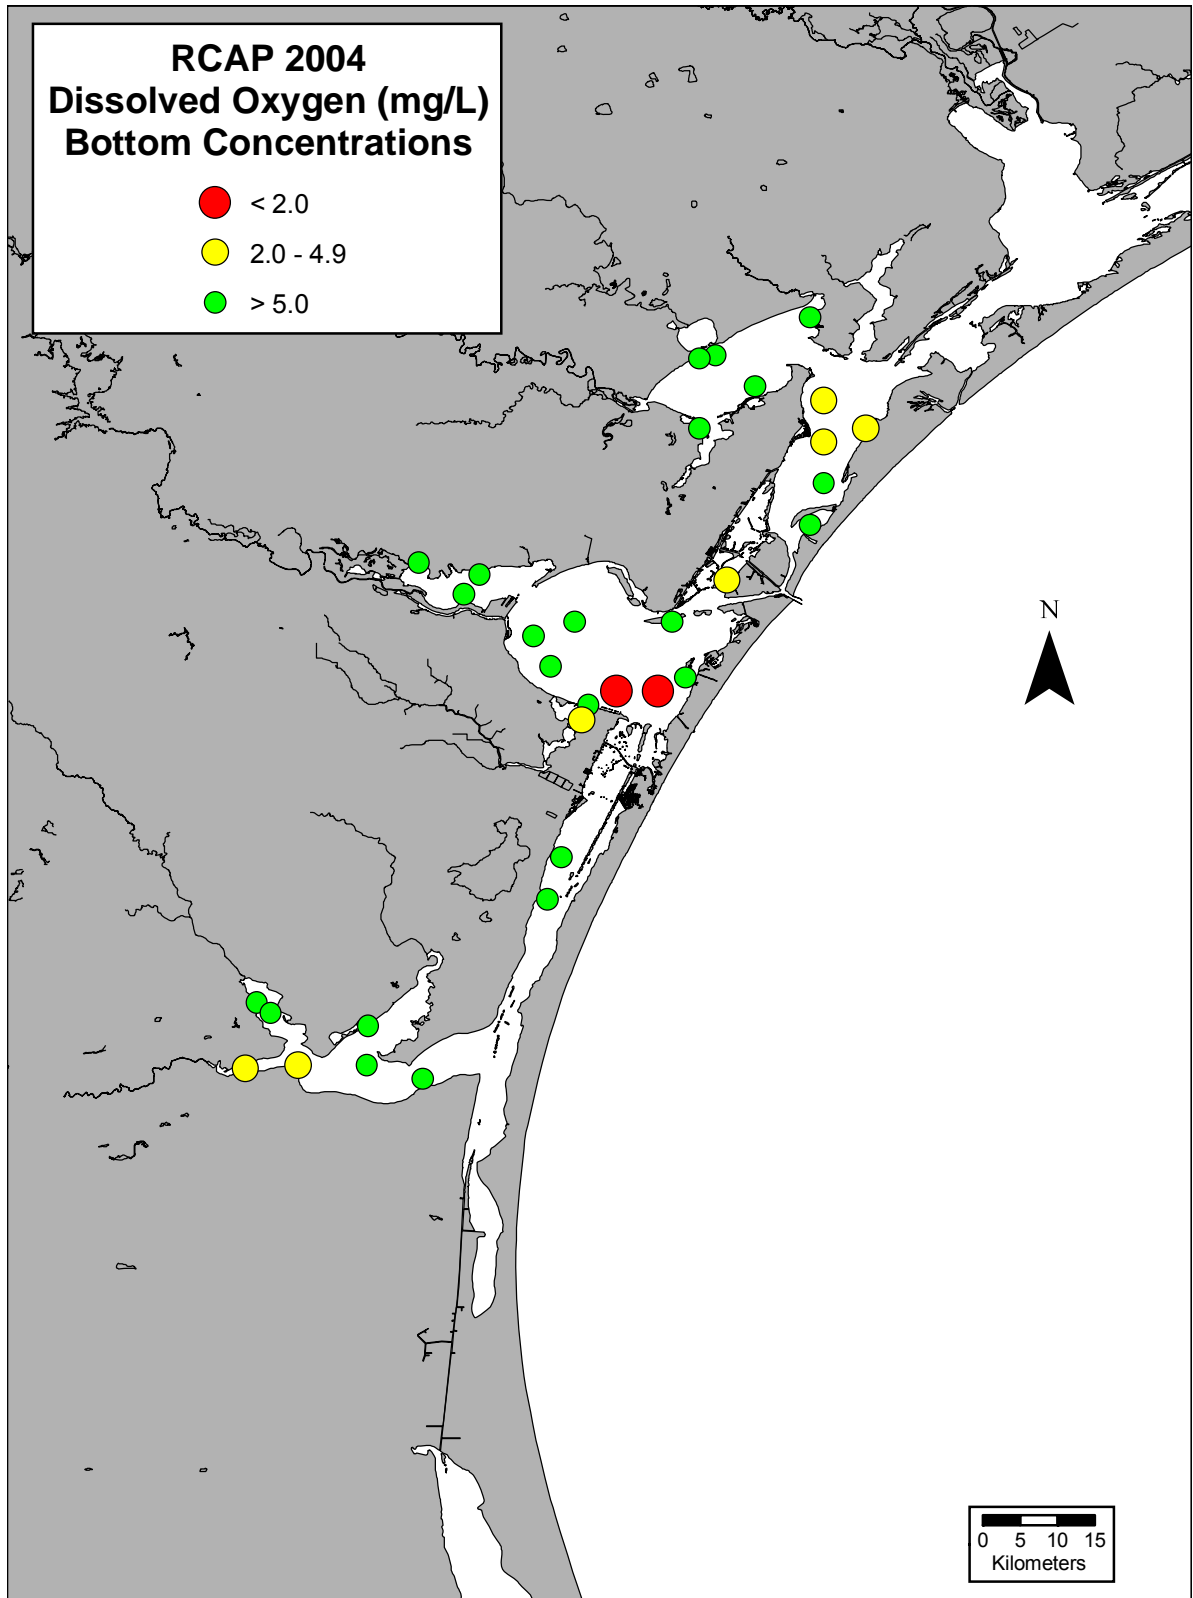 RCAP 2004
Dissolved Oxygen (mg/L)
Bottom Concentrations
< 2.0
2.0 - 4.9
> 5.0
N
0 5 10 15
Kilometers